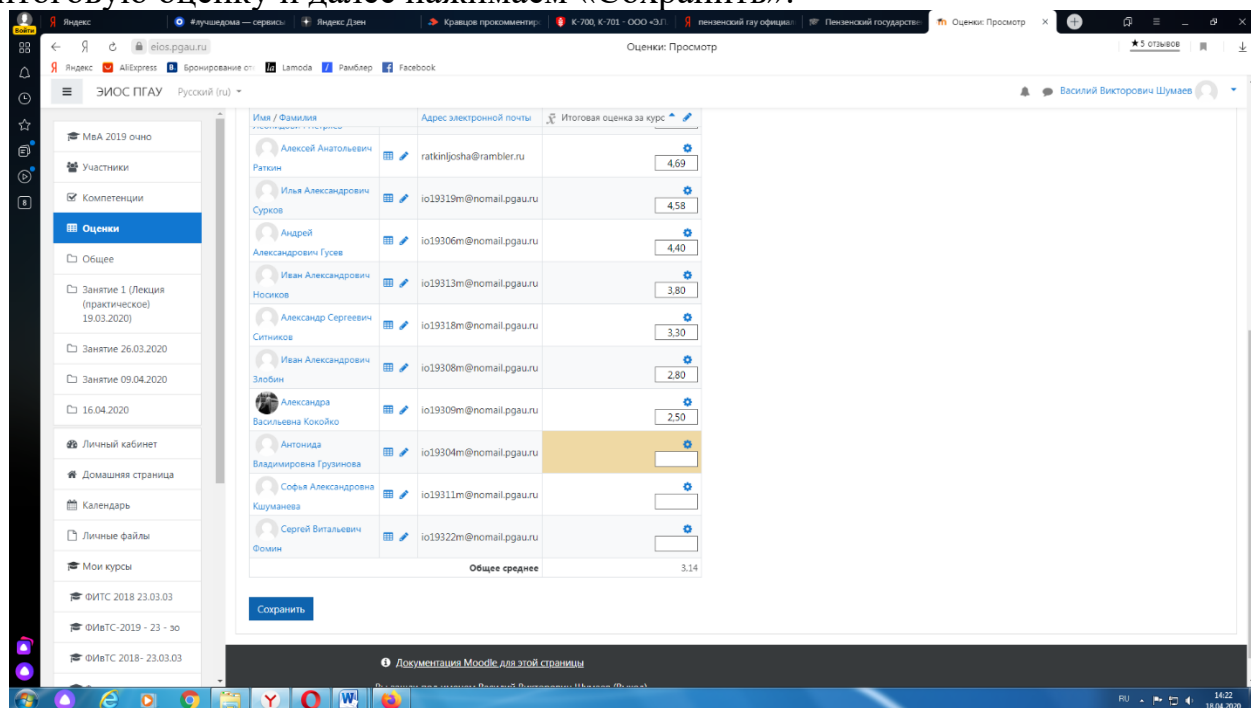 итоговую оценку и далее нажимаем «Сохранить».
Войти
Яндекс
#лучшедома — сервисы
Яндекс Дзен
Кравцов прокомментиро
К-700, К-701 - ООО «ЭЛ
пензенский гау официал
Пензенский государстве
Оценки: Просмотр
eios.pgau.ru
Оценки: Просмотр
★5 отзывов
Яндекс
AliExpress
Бронирование оте
Lamoda
Рамблер
Facebook
ЭИОС ПГАУ
Русский (ru)
Василий Викторович Шумаев
МвА 2019 очно
Участники
Компетенции
Оценки
Общее
Занятие 1 (Лекция
(практическое)
19.03.2020)
Занятие 26.03.2020
Занятие 09.04.2020
16.04.2020
Личный кабинет
Домашняя страница
Календарь
Личные файлы
Мои курсы
ФИТС 2018 23.03.03
ФИвТС-2019 - 23 - зо
ФИвТС 2018- 23.03.03
Имя / Фамилия
Адрес электронной почты
Итоговая оценка за курс
Алексей Анатольевич
Раткин
ratkinljosha@rambler.ru
4,69
Илья Александрович
Сурков
io19319m@nomail.pgau.ru
4,58
Андрей
Александрович Гусев
io19306m@nomail.pgau.ru
4,40
Иван Александрович
Носиков
io19313m@nomail.pgau.ru
3,80
Александр Сергеевич
Ситников
io19318m@nomail.pgau.ru
3,30
Иван Александрович
Злобин
io19308m@nomail.pgau.ru
2,80
Александра
Васильевна Кокойко
io19309m@nomail.pgau.ru
2,50
Антонида
Владимировна Грузинова
io19304m@nomail.pgau.ru
Софья Александровна
Кшуманева
io19311m@nomail.pgau.ru
Сергей Витальевич
Фомин
io19322m@nomail.pgau.ru
Общее среднее
3,14
Сохранить
Документация Moodle для этой страницы
RU
14:22
18.04.2020